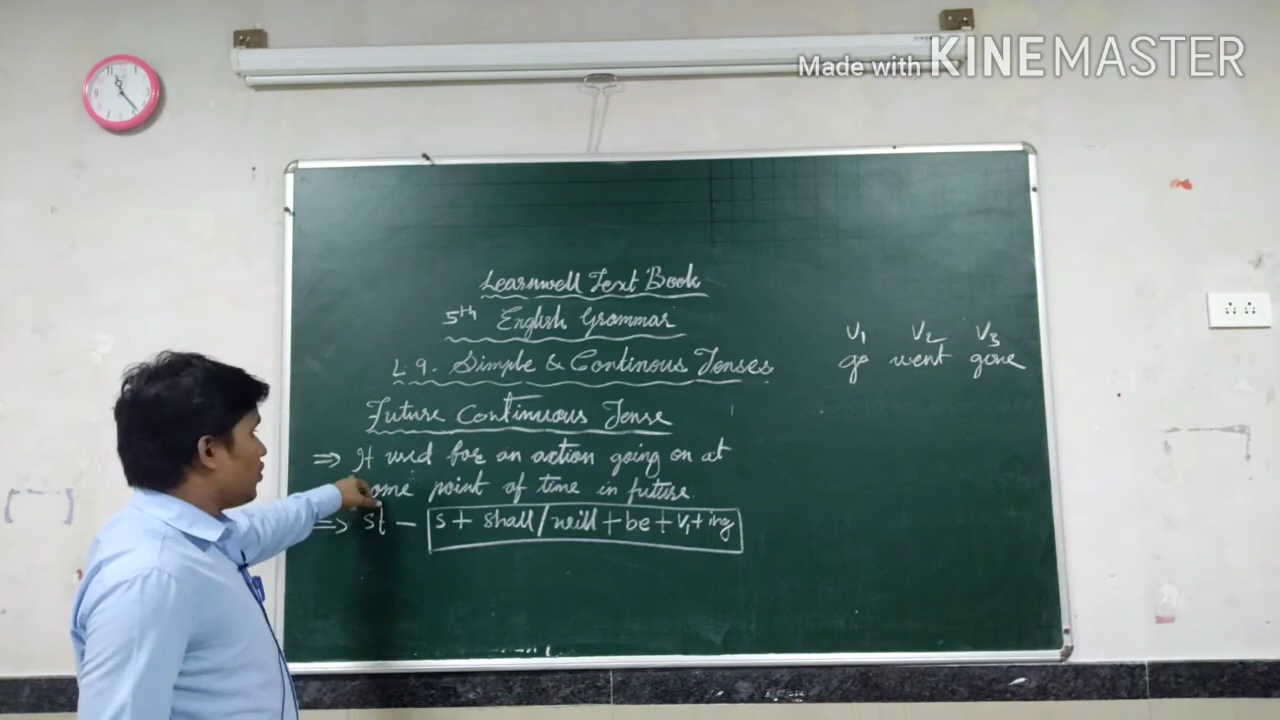 Made with KINEMASTER
Learnwell Text Book
5th English Grammar
L 9. Simple & Continous Tenses
Future Continuous Tense
⇒ It used for an action going on at
some point of time in future.
⇒ St – S + shall/will + be + V1 + ing
V1 V2 V3
go went gone